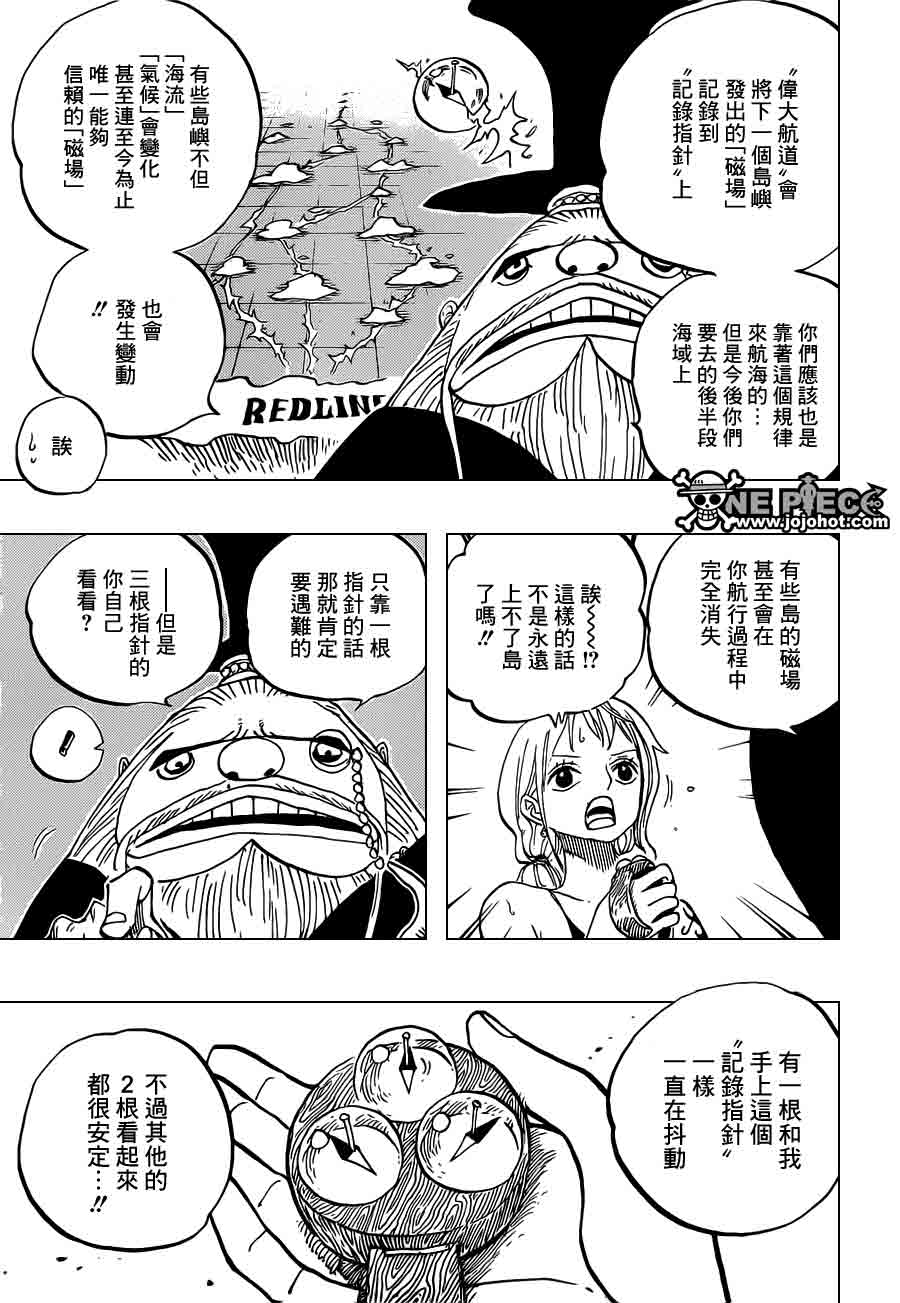 〝偉大航道〞會
將下一個島嶼
發出的「磁場」
記錄到
〝記錄指針〞上
你們應該也是
靠著這個規律
來航海的…
但是今後你們
要去的後半段
海域上
有些島嶼不但
「海流」
「氣候」會變化
甚至連至今為止
唯一能夠
信賴的「磁場」
也會
發生變動
!!
誒
REDLINE
ONE PIECE
www.jojohot.com
有些島的磁場
甚至會在
你航行過程中
完全消失
誒~~~!?
這樣的話
不是永遠
上不了島
了嗎!!
只靠一根
指針的話
那就肯定
要遇難的
——但是
三根指針的
你自己
看看?
有一根和我
手上這個
〝記錄指針〞
一樣
一直在抖動
不過其他的
2根看起來
都很安定…!!